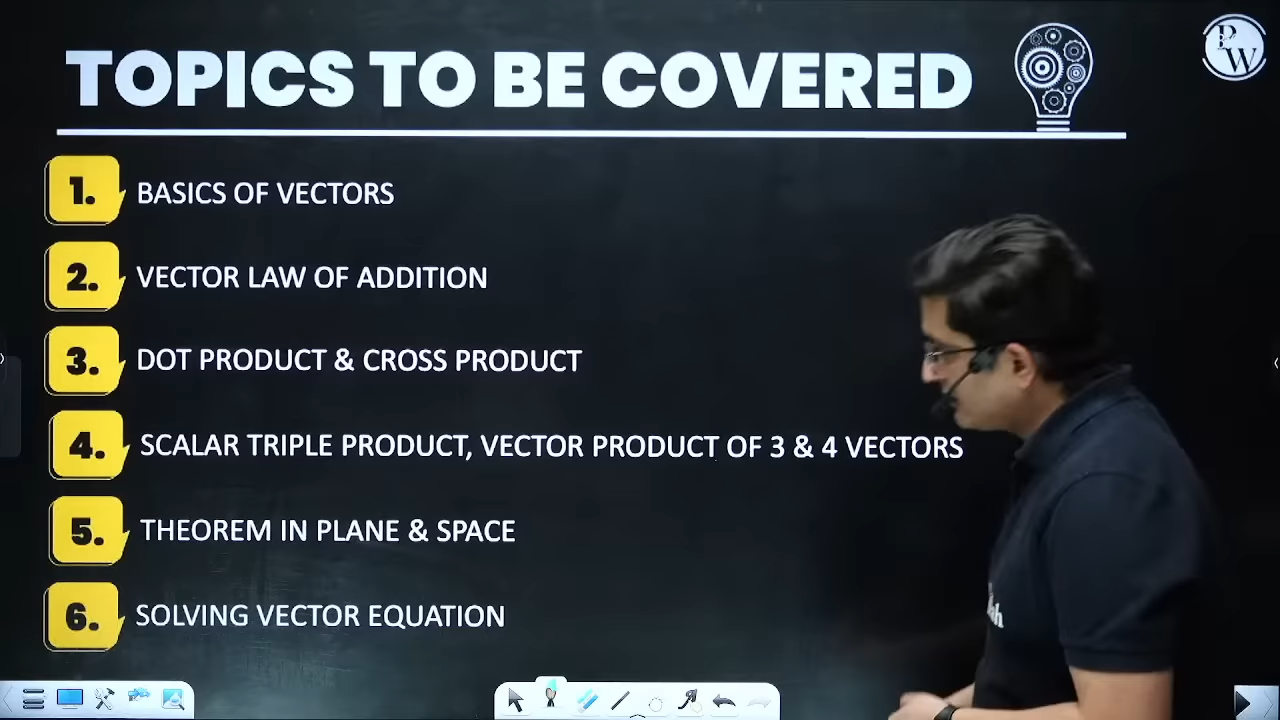 TOPICS TO BE COVERED
PW
1. BASICS OF VECTORS
2. VECTOR LAW OF ADDITION
3. DOT PRODUCT & CROSS PRODUCT
4. SCALAR TRIPLE PRODUCT, VECTOR PRODUCT OF 3 & 4 VECTORS
5. THEOREM IN PLANE & SPACE
6. SOLVING VECTOR EQUATION